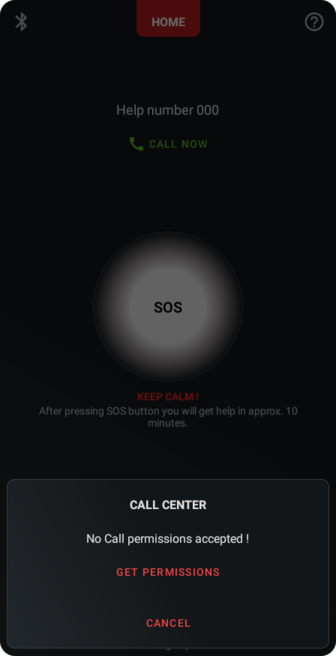 HOME
Help number 000
CALL NOW
SOS
KEEP CALM !
After pressing SOS button you will get help in approx. 10
minutes.
CALL CENTER
No Call permissions accepted !
GET PERMISSIONS
CANCEL